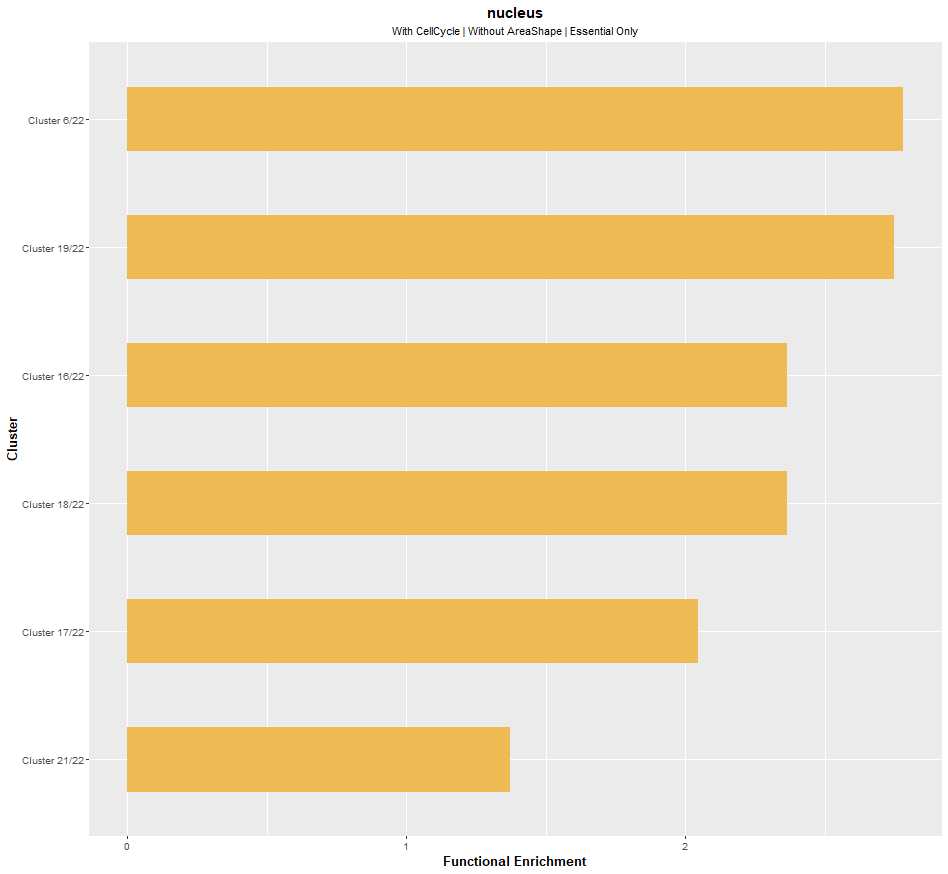 nucleus
With CellCycle | Without AreaShape | Essential Only
Cluster
Cluster 6/22
Cluster 19/22
Cluster 16/22
Cluster 18/22
Cluster 17/22
Cluster 21/22
0 1 2
Functional Enrichment